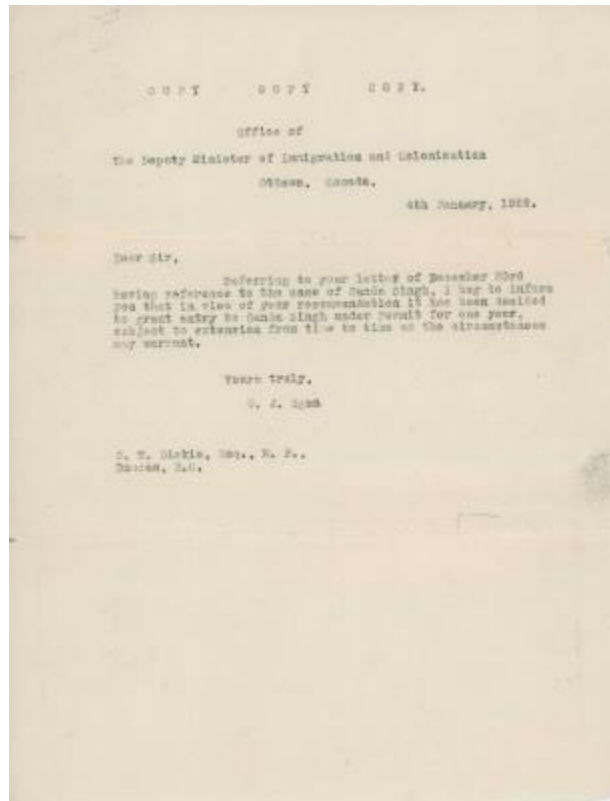 COPY COPY COPY.
Office of
The Deputy Minister of Immigration and Colonization
Ottawa, Canada,
4th January,
Dear Sir,
Referring to your letter of December 23rd
having reference to the case of Singh, I beg to inform
you that in view of your recommendation it has been decided
to grant entry to Singh under permit for one year,
subject to extension from time to time as the circumstances
may warrant.
Yours truly,
J. Egan
Dickie, Esq., M. P.,
Duncan, B.C.